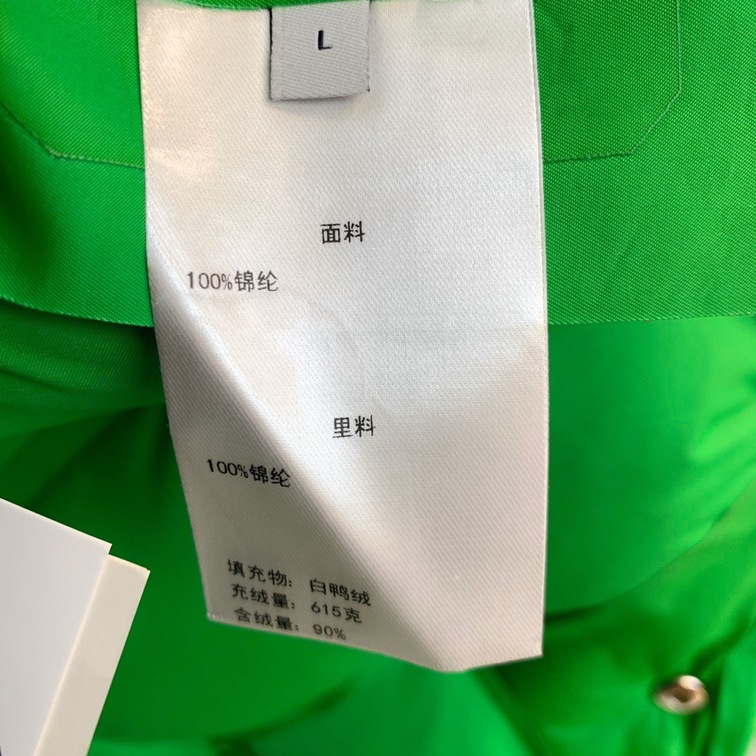 L
面料
100%锦纶
里料
100%锦纶
填充物: 白鸭绒
充绒量: 615克
含绒量: 90%